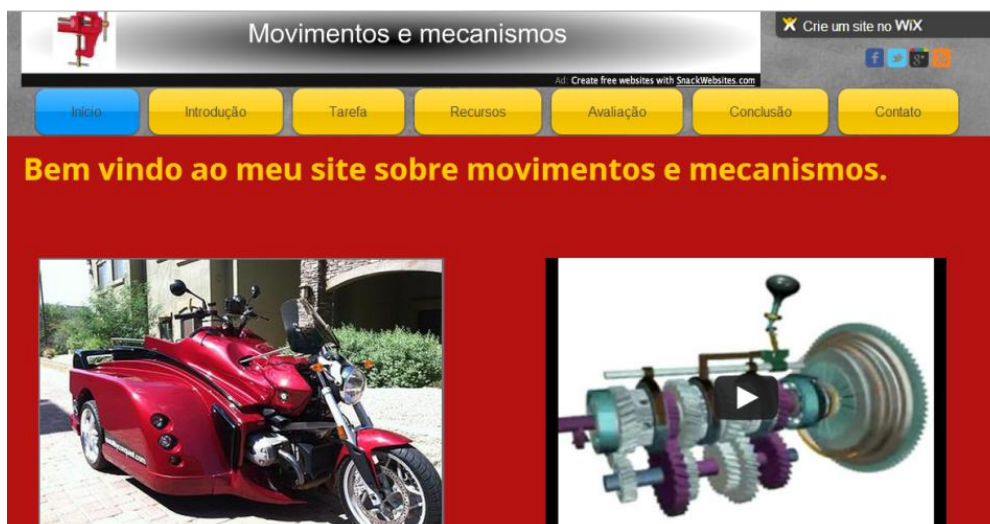 Movimentos e mecanismos
Crie um site no WiX
Ad: Create free websites with SnackWebsites.com
Início
Introdução
Tarefa
Recursos
Avaliação
Conclusão
Contato
Bem vindo ao meu site sobre movimentos e mecanismos.